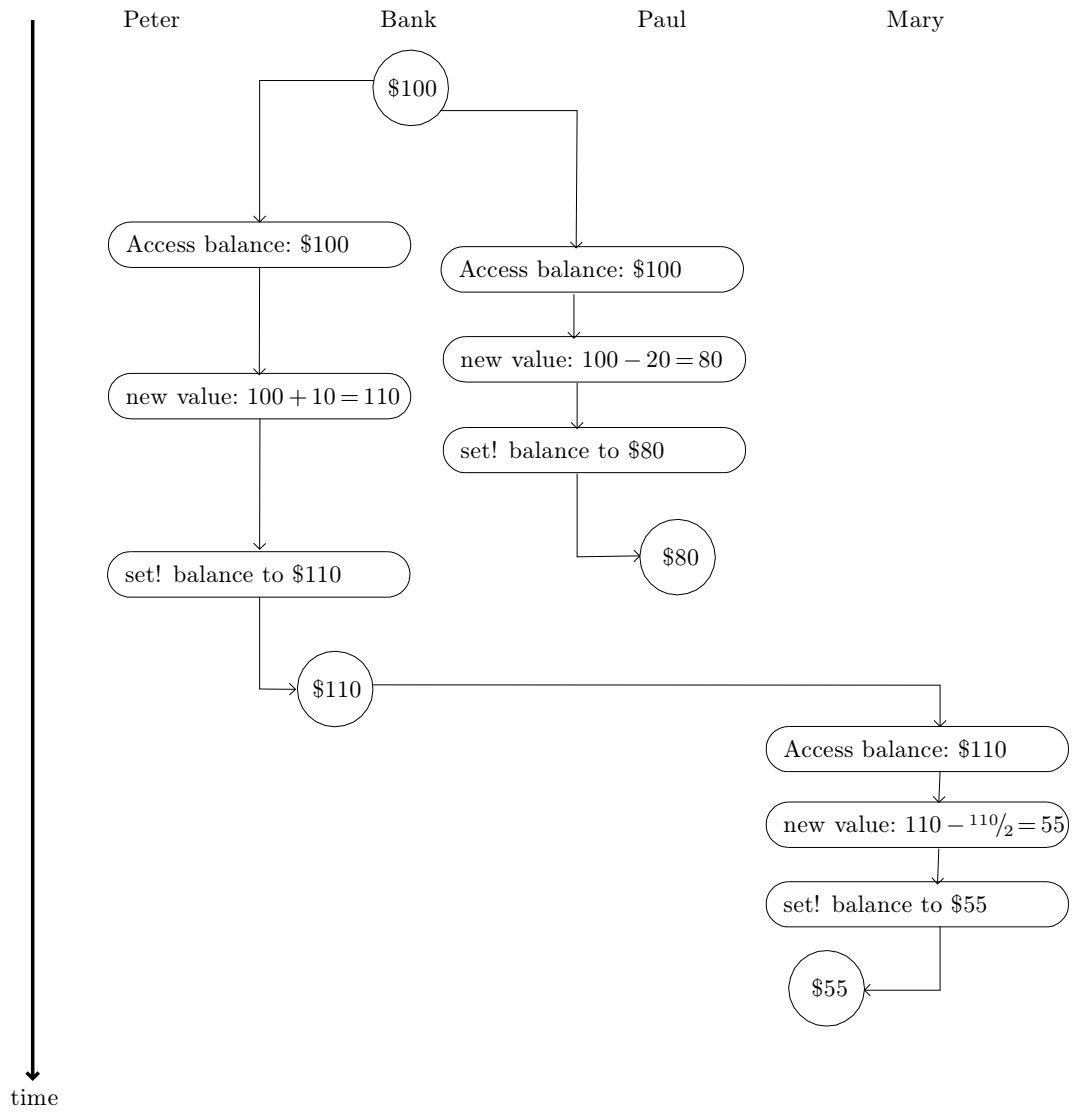 Peter Bank Paul Mary
$100
Access balance: $100
Access balance: $100
new value: 100 − 20 = 80
new value: 100 + 10 = 110
set! balance to $80
$80
set! balance to $110
$110
Access balance: $110
new value: 110 − 110/2 = 55
set! balance to $55
$55
time